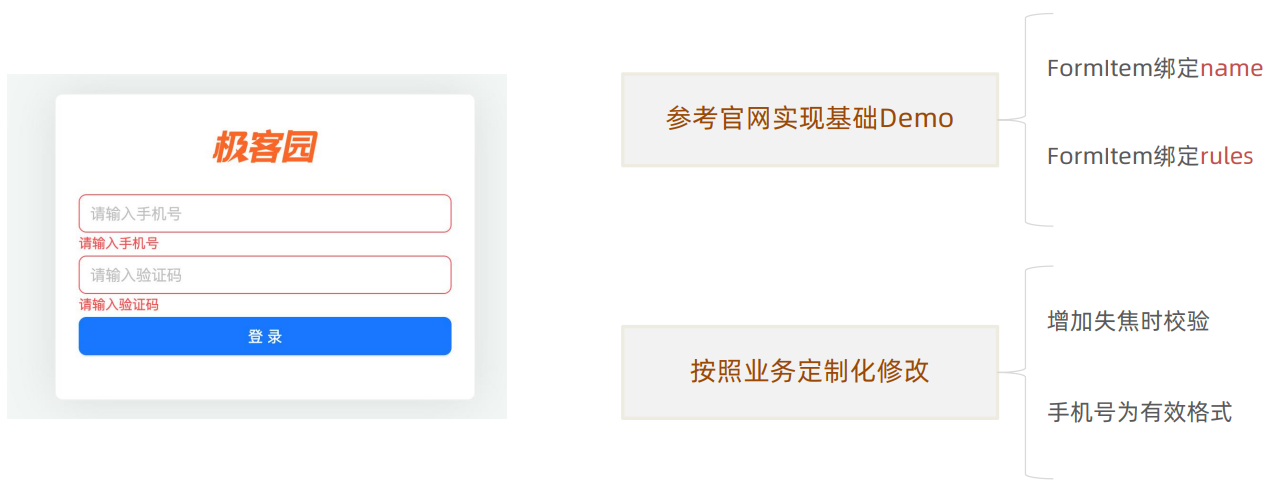 极客园
请输入手机号
请输入手机号
请输入验证码
请输入验证码
登 录
参考官网实现基础Demo
FormItem绑定name
FormItem绑定rules
按照业务定制化修改
增加失焦时校验
手机号为有效格式